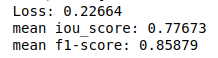 Loss: 0.22664
mean iou_score: 0.77673
mean f1-score: 0.85879